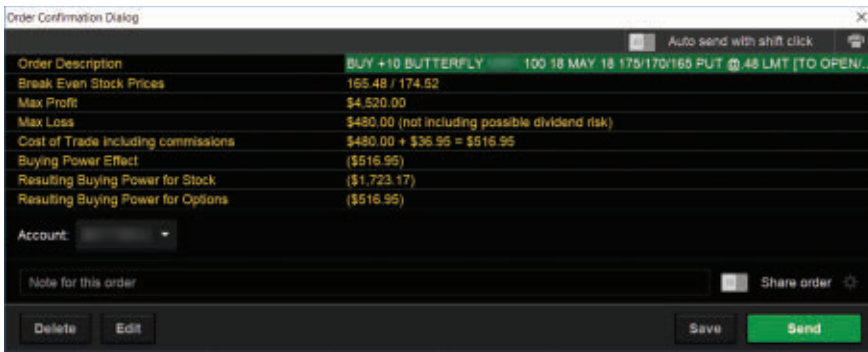 Order Confirmation Dialog
Auto send with shift click
Order Description BUY +10 BUTTERFLY 100 18 MAY 18 175/170/165 PUT @.48 LMT [TO OPEN/...
Break Even Stock Prices 165.48 / 174.52
Max Profit $4,520.00
Max Loss $480.00 (not including possible dividend risk)
Cost of Trade including commissions $480.00 + $36.95 = $516.95
Buying Power Effect ($516.95)
Resulting Buying Power for Stock ($1,723.17)
Resulting Buying Power for Options ($516.95)
Account:
Note for this order
Share order
Delete Edit Save Send